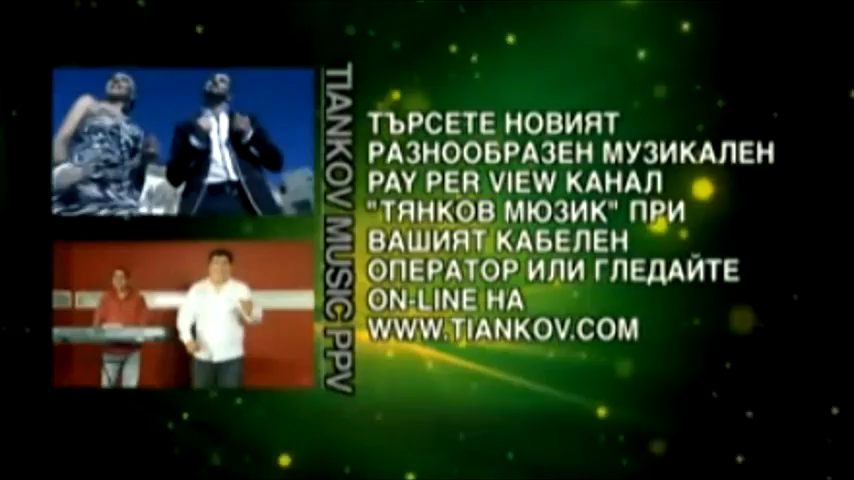 TIANKOV MUSIC PPV
ТЪРСЕТЕ НОВИЯТ
РАЗНООБРАЗЕН МУЗИКАЛЕН
PAY PER VIEW КАНАЛ
"ТЯНКОВ МЮЗИК" ПРИ
ВАШИЯТ КАБЕЛЕН
ОПЕРАТОР ИЛИ ГЛЕДАЙТЕ
ON-LINE НА
WWW.TIANKOV.COM